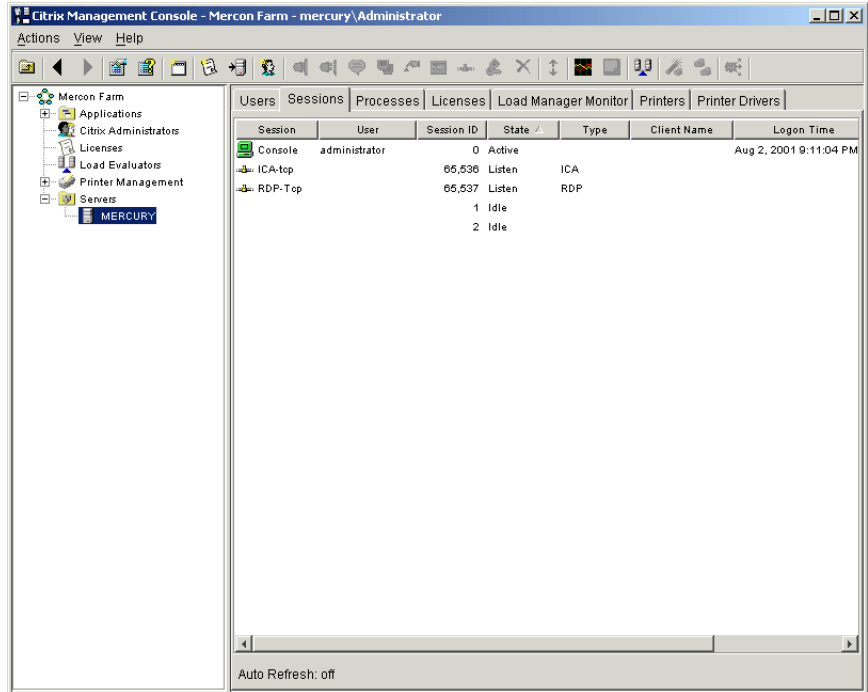 Citrix Management Console - Mercon Farm - mercury\Administrator
Actions View Help
Mercon Farm
Applications
Citrix Administrators
Licenses
Load Evaluators
Printer Management
Servers
MERCURY
Users Sessions Processes Licenses Load Manager Monitor Printers Printer Drivers
Session User Session ID State Type Client Name Logon Time
Console administrator 0 Active Aug 2, 2001 9:11:04 PM
ICA-tcp 65,536 Listen ICA
RDP-Tcp 65,537 Listen RDP
1 Idle
2 Idle
Auto Refresh: off